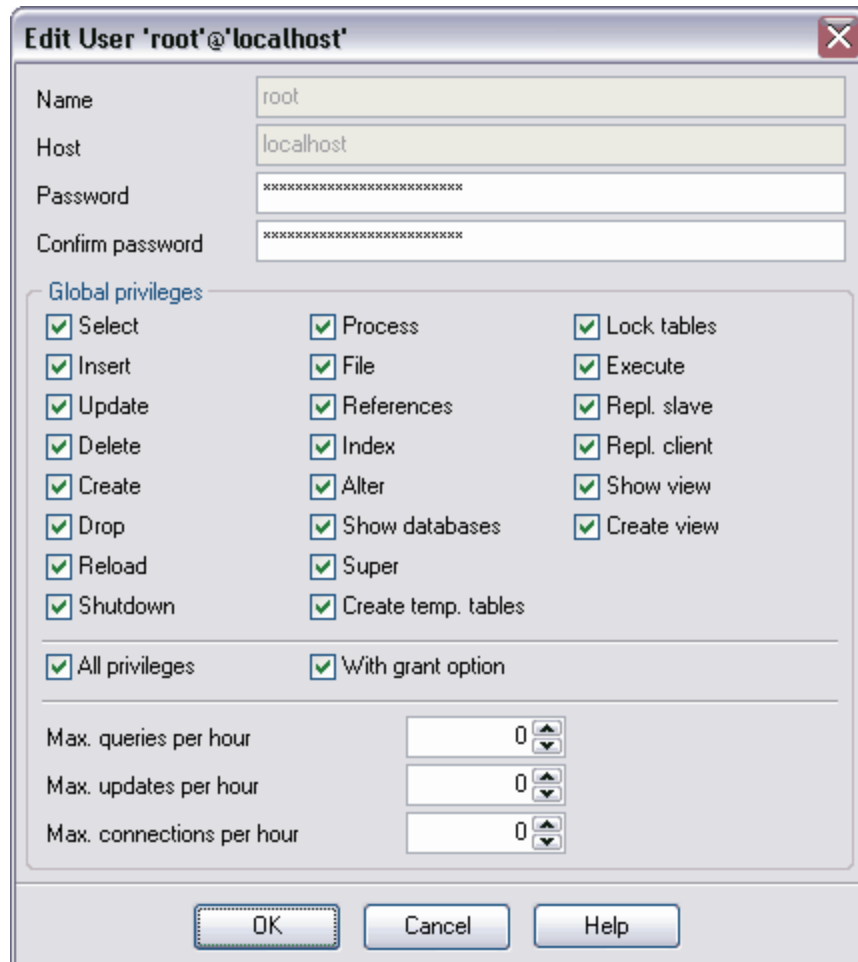 Edit User 'root'@'localhost'
Name root
Host localhost
Password *************************
Confirm password *************************
Global privileges
Select Process Lock tables
Insert File Execute
Update References Repl. slave
Delete Index Repl. client
Create Alter Show view
Drop Show databases Create view
Reload Super
Shutdown Create temp. tables
All privileges With grant option
Max. queries per hour 0
Max. updates per hour 0
Max. connections per hour 0
OK Cancel Help